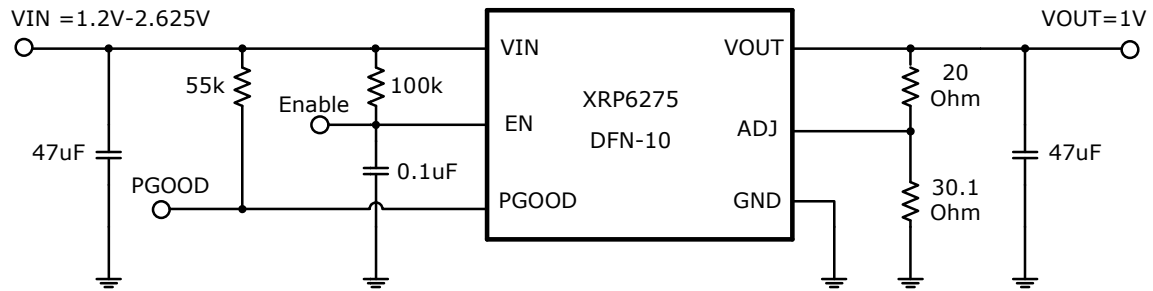 VIN =1.2V-2.625V
VOUT=1V
VIN
VOUT
55k
100k
20
Ohm
XRP6275
DFN-10
Enable
EN
ADJ
47uF
0.1uF
47uF
PGOOD
PGOOD
GND
30.1
Ohm